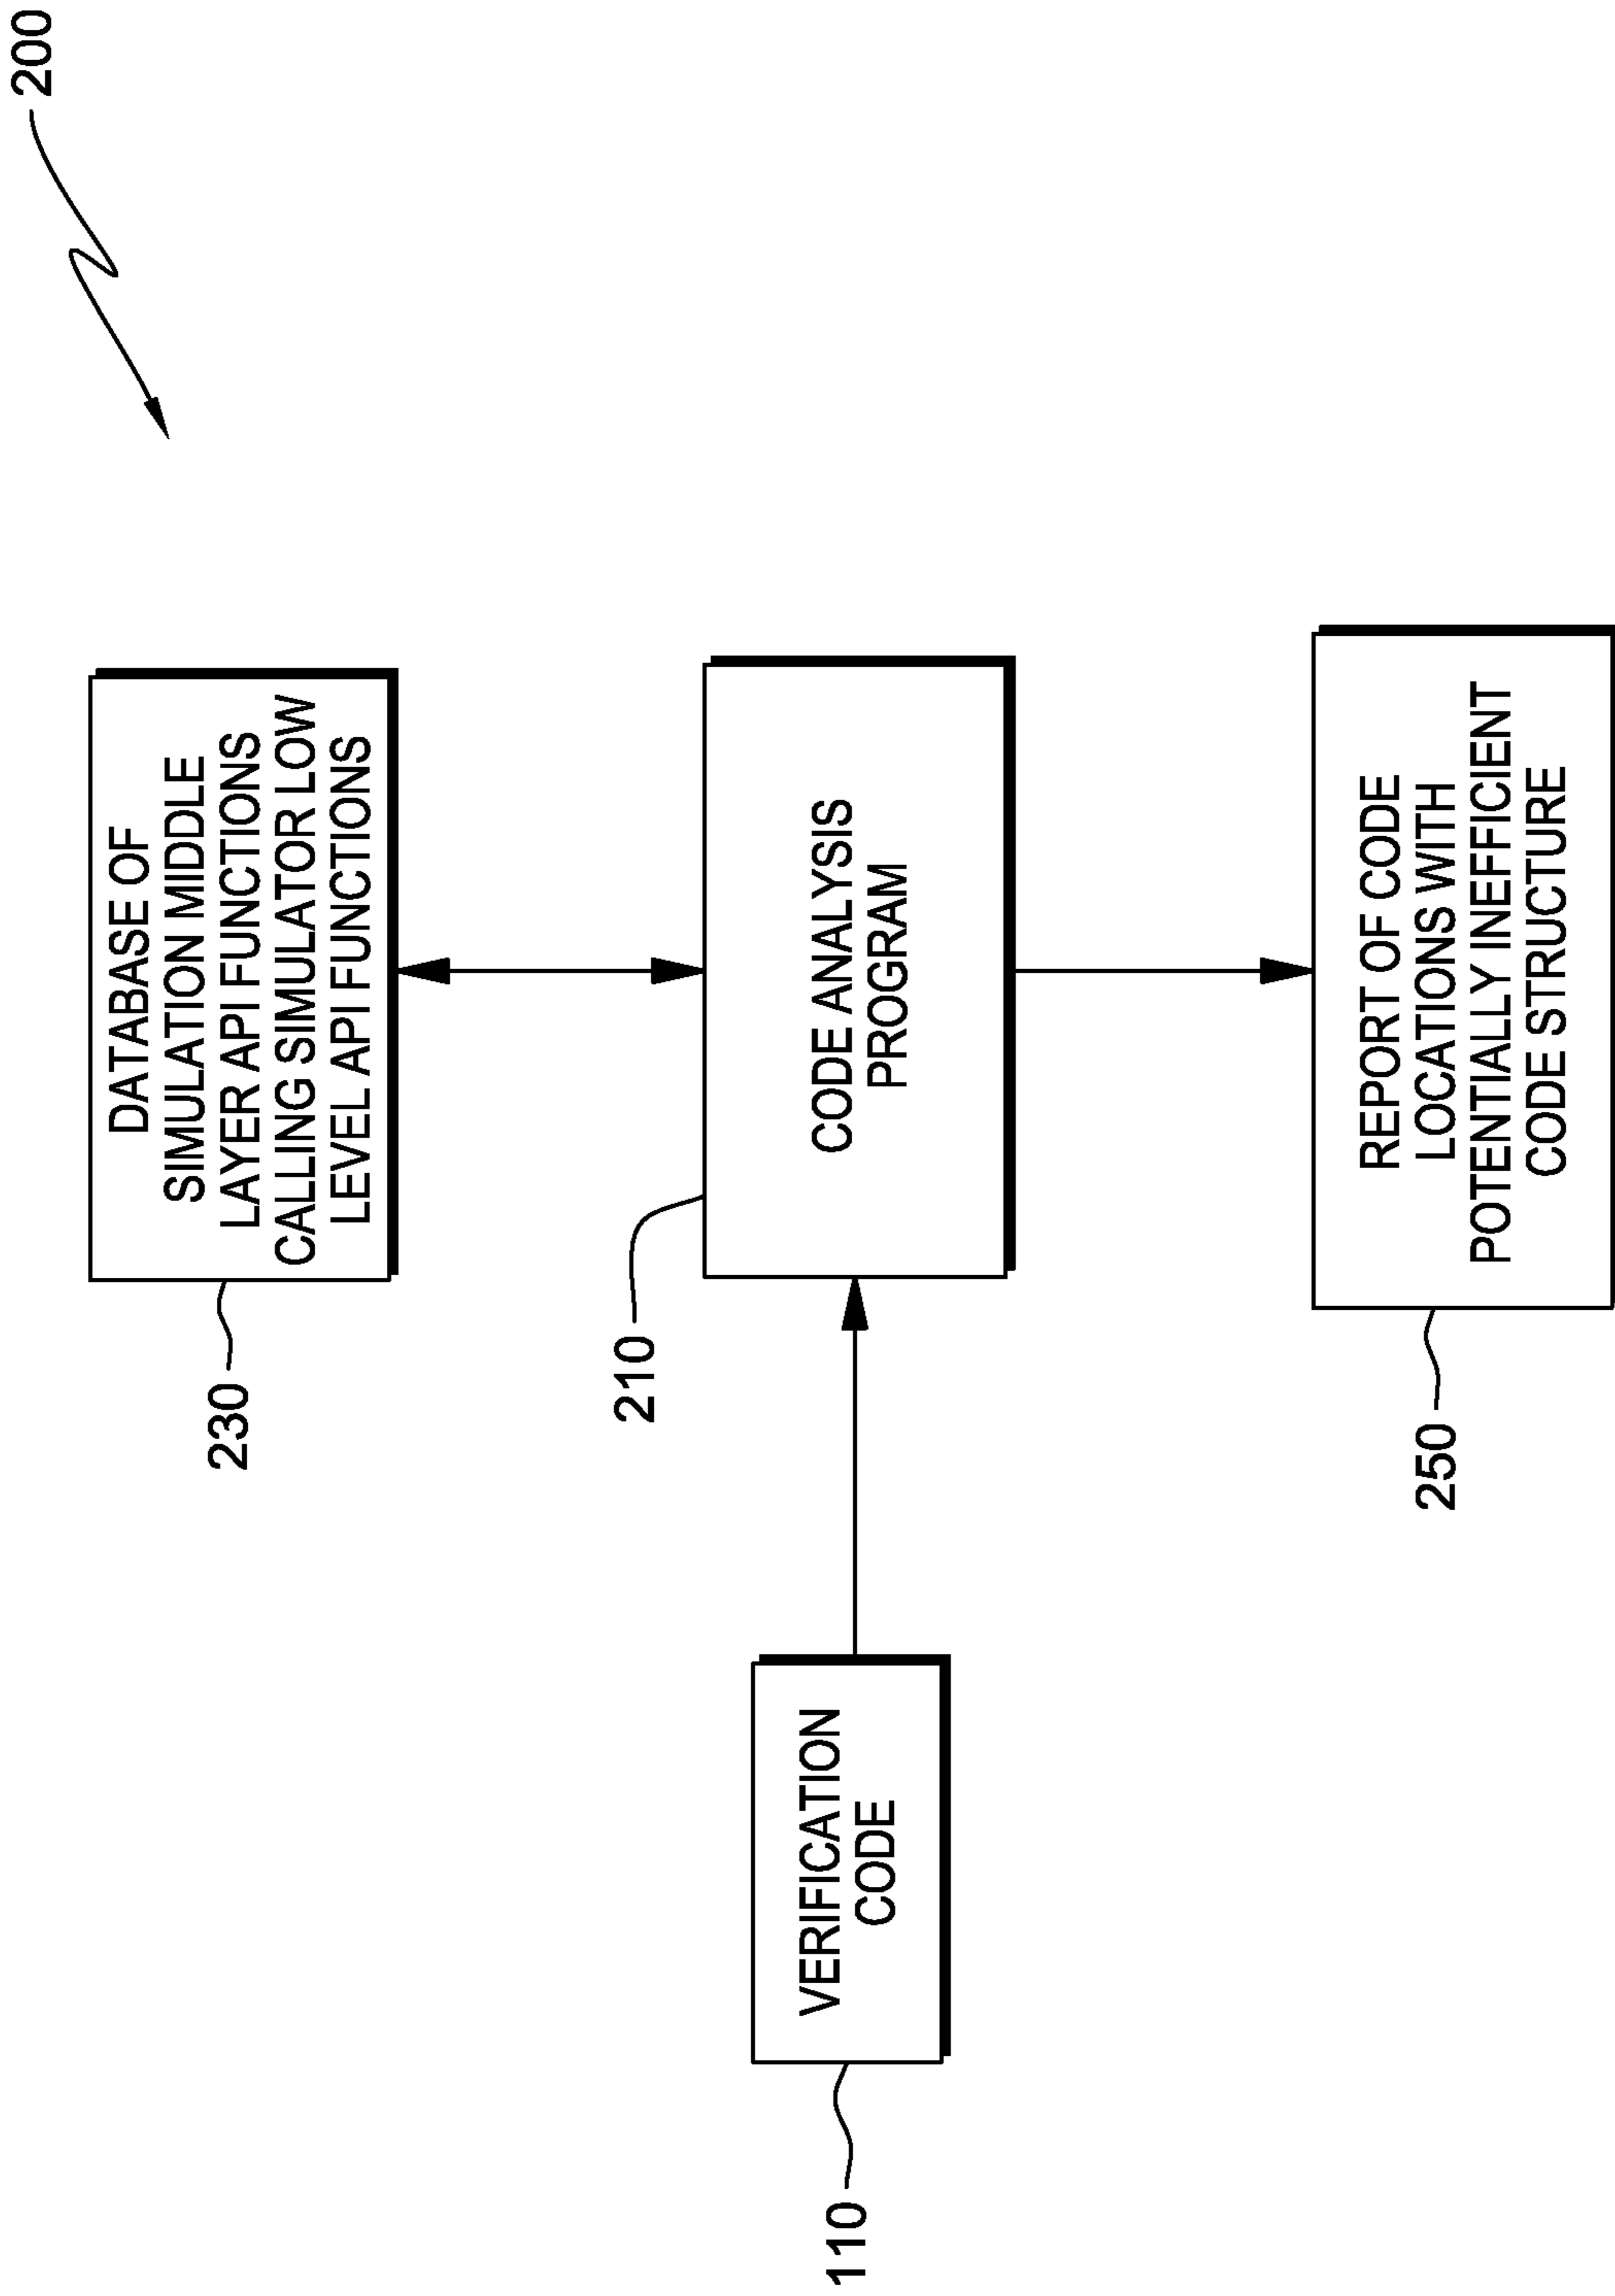 200
DATABASE OF
SIMULATION MIDDLE
LAYER API FUNCTIONS
CALLING SIMULATOR LOW
LEVEL API FUNCTIONS
230
210
CODE ANALYSIS
PROGRAM
VERIFICATION
CODE
110
REPORT OF CODE
LOCATIONS WITH
POTENTIALLY INEFFICIENT
CODE STRUCTURE
250